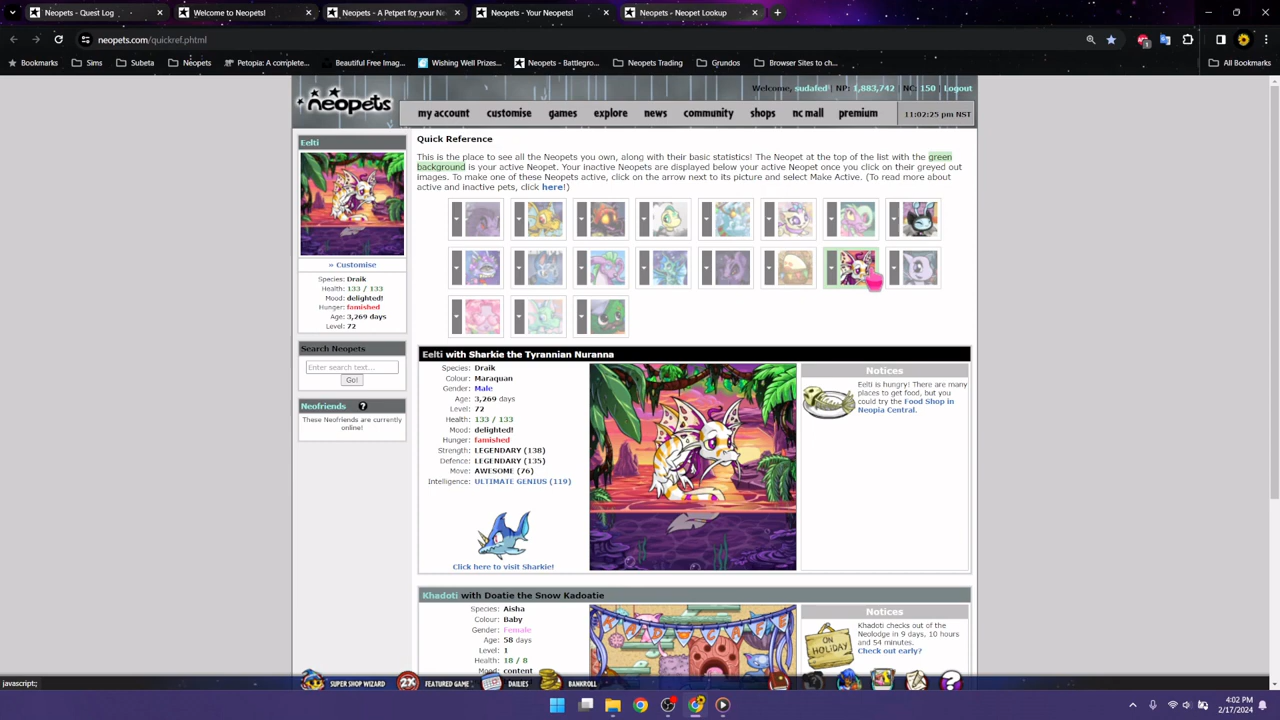 Neopets - Quest Log
Welcome to Neopets!
Neopets - A Petpet for your Ne
Neopets - Your Neopets!
Neopets - Neopet Lookup
neopets.com/quickref.phtml
Bookmarks
Sims
Subeta
Neopets
Petopia: A complete...
Beautiful Free Imag...
Wishing Well Prizes...
Neopets - Battlegro...
Neopets Trading
Grundos
Browser Sites to ch...
All Bookmarks
neopets
Welcome, sudafed | NP: 1,883,742 | NC: 150 | Logout
my account customise games explore news community shops nc mall premium 11:02:25 pm NST
Eelti
» Customise
Species: Draik
Health: 133 / 133
Mood: delighted!
Hunger: famished
Age: 3,269 days
Level: 72
Search Neopets
Enter search text...
Go!
Neofriends ?
These Neofriends are currently
online!
Quick Reference
This is the place to see all the Neopets you own, along with their basic statistics! The Neopet at the top of the list with the green
background is your active Neopet. Your inactive Neopets are displayed below your active Neopet once you click on their greyed out
images. To make one of these Neopets active, click on the arrow next to its picture and select Make Active. (To read more about
active and inactive pets, click here!)
Eelti with Sharkie the Tyrannian Nuranna
Species: Draik
Colour: Maraquan
Gender: Male
Age: 3,269 days
Level: 72
Health: 133 / 133
Mood: delighted!
Hunger: famished
Strength: LEGENDARY (138)
Defence: LEGENDARY (135)
Move: AWESOME (76)
Intelligence: ULTIMATE GENIUS (119)
Click here to visit Sharkie!
Notices
Eelti is hungry! There are many
places to get food, but you
could try the Food Shop in
Neopia Central.
Khadoti with Doatie the Snow Kadoatie
Species: Aisha
Colour: Baby
Gender: Female
Age: 58 days
Level: 1
Health: 18 / 8
Mood: content
Notices
ON
HOLIDAY
Khadoti checks out of the
Neolodge in 9 days, 10 hours
and 54 minutes.
Check out early?
SUPER SHOP WIZARD
2X FEATURED GAME
DAILIES
BANKROLL
?
javascript:;
4:02 PM
2/17/2024